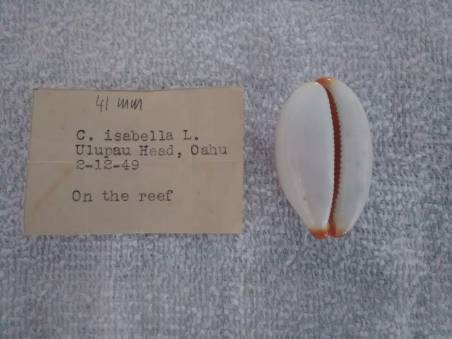 41 mm
C. isabella L.
Ulupau Head, Oahu
2-12-49
On the reef